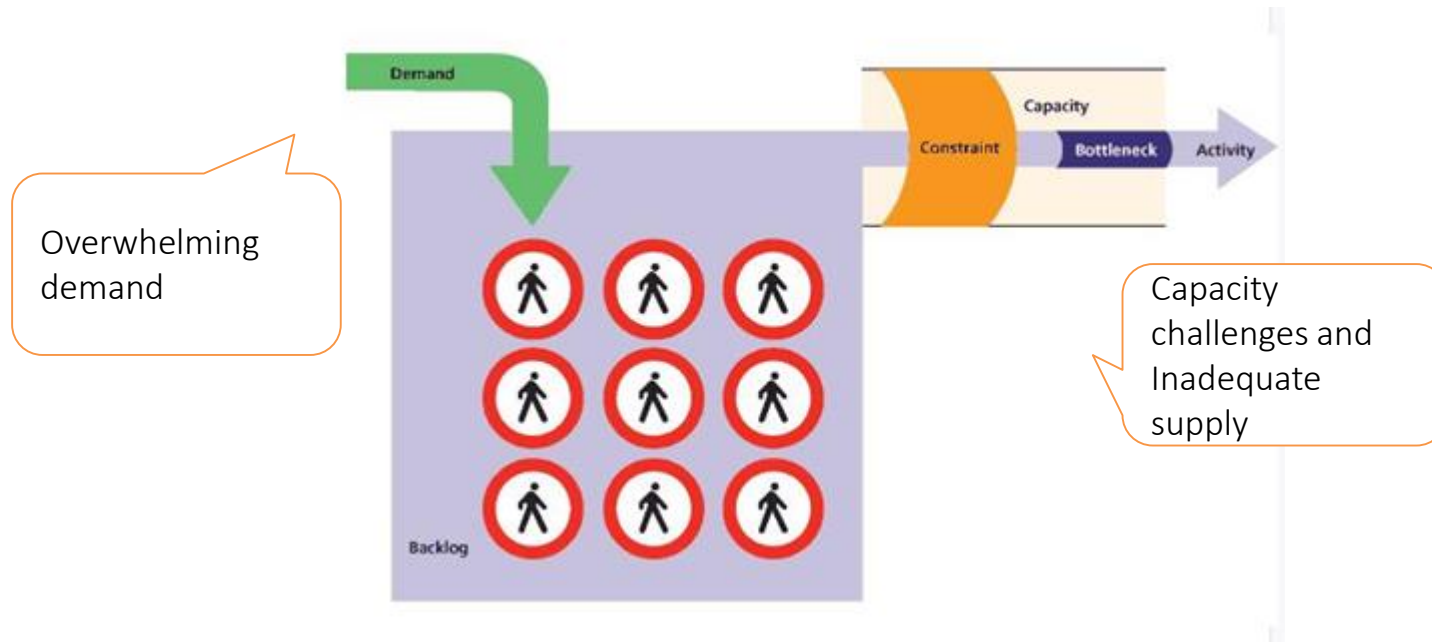 Demand
Capacity
Constraint
Bottleneck
Activity
Overwhelming
demand
Capacity
challenges and
Inadequate
supply
Backlog